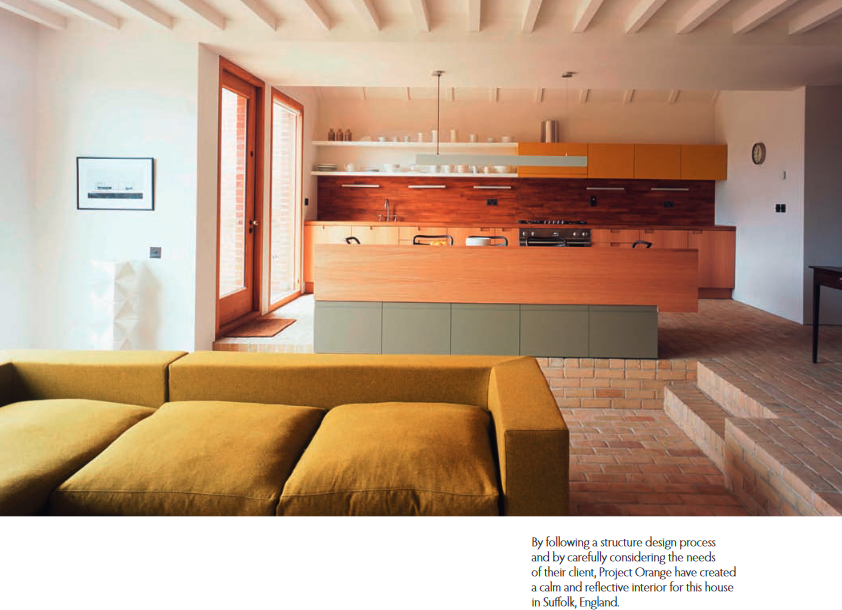 By following a structure design process
and by carefully considering the needs
of their client, Project Orange have created
a calm and reflective interior for this house
in Suffolk, England.